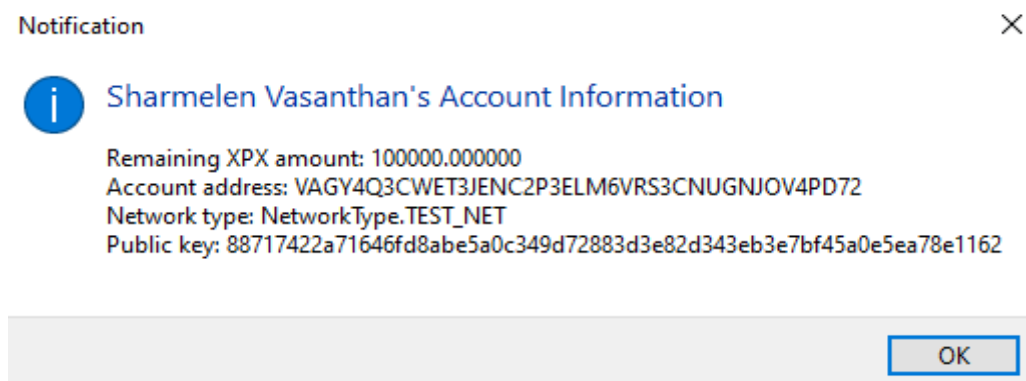 Notification
Sharmelen Vasanthan's Account Information
Remaining XPX amount: 100000.000000
Account address: VAGY4Q3CWET3JENC2P3ELM6VRS3CNUGNJOV4PD72
Network type: NetworkType.TEST_NET
Public key: 88717422a71646fd8abe5a0c349d72883d3e82d343eb3e7bf45a0e5ea78e1162
OK